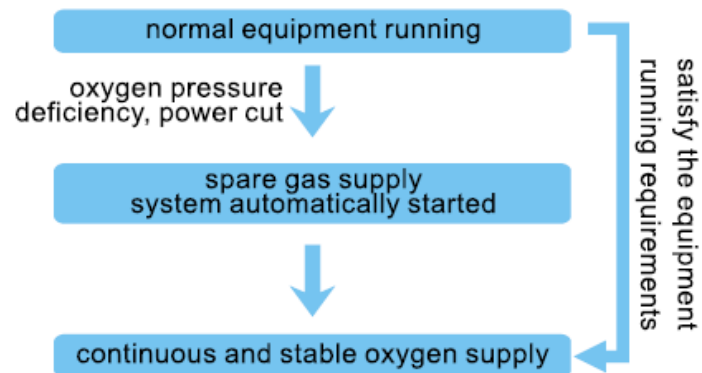 normal equipment running
oxygen pressure
deficiency, power cut
spare gas supply
system automatically started
continuous and stable oxygen supply
satisfy the equipment
running requirements